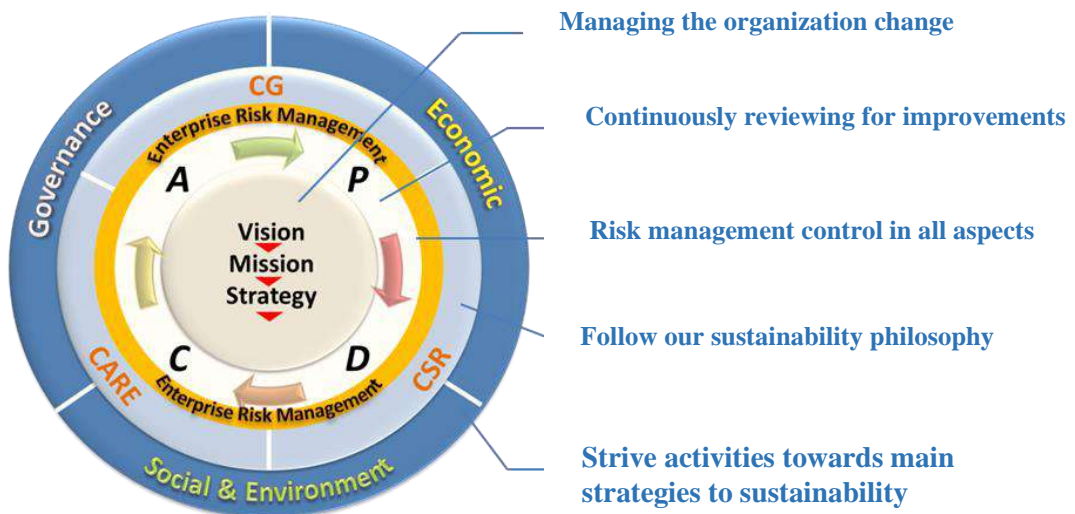 Managing the organization change
Continuously reviewing for improvements
Risk management control in all aspects
Follow our sustainability philosophy
Strive activities towards main
strategies to sustainability
Governance
Economic
Social & Environment
CG
CSR
CARE
Enterprise Risk Management
Enterprise Risk Management
A
P
D
C
Vision
Mission
Strategy